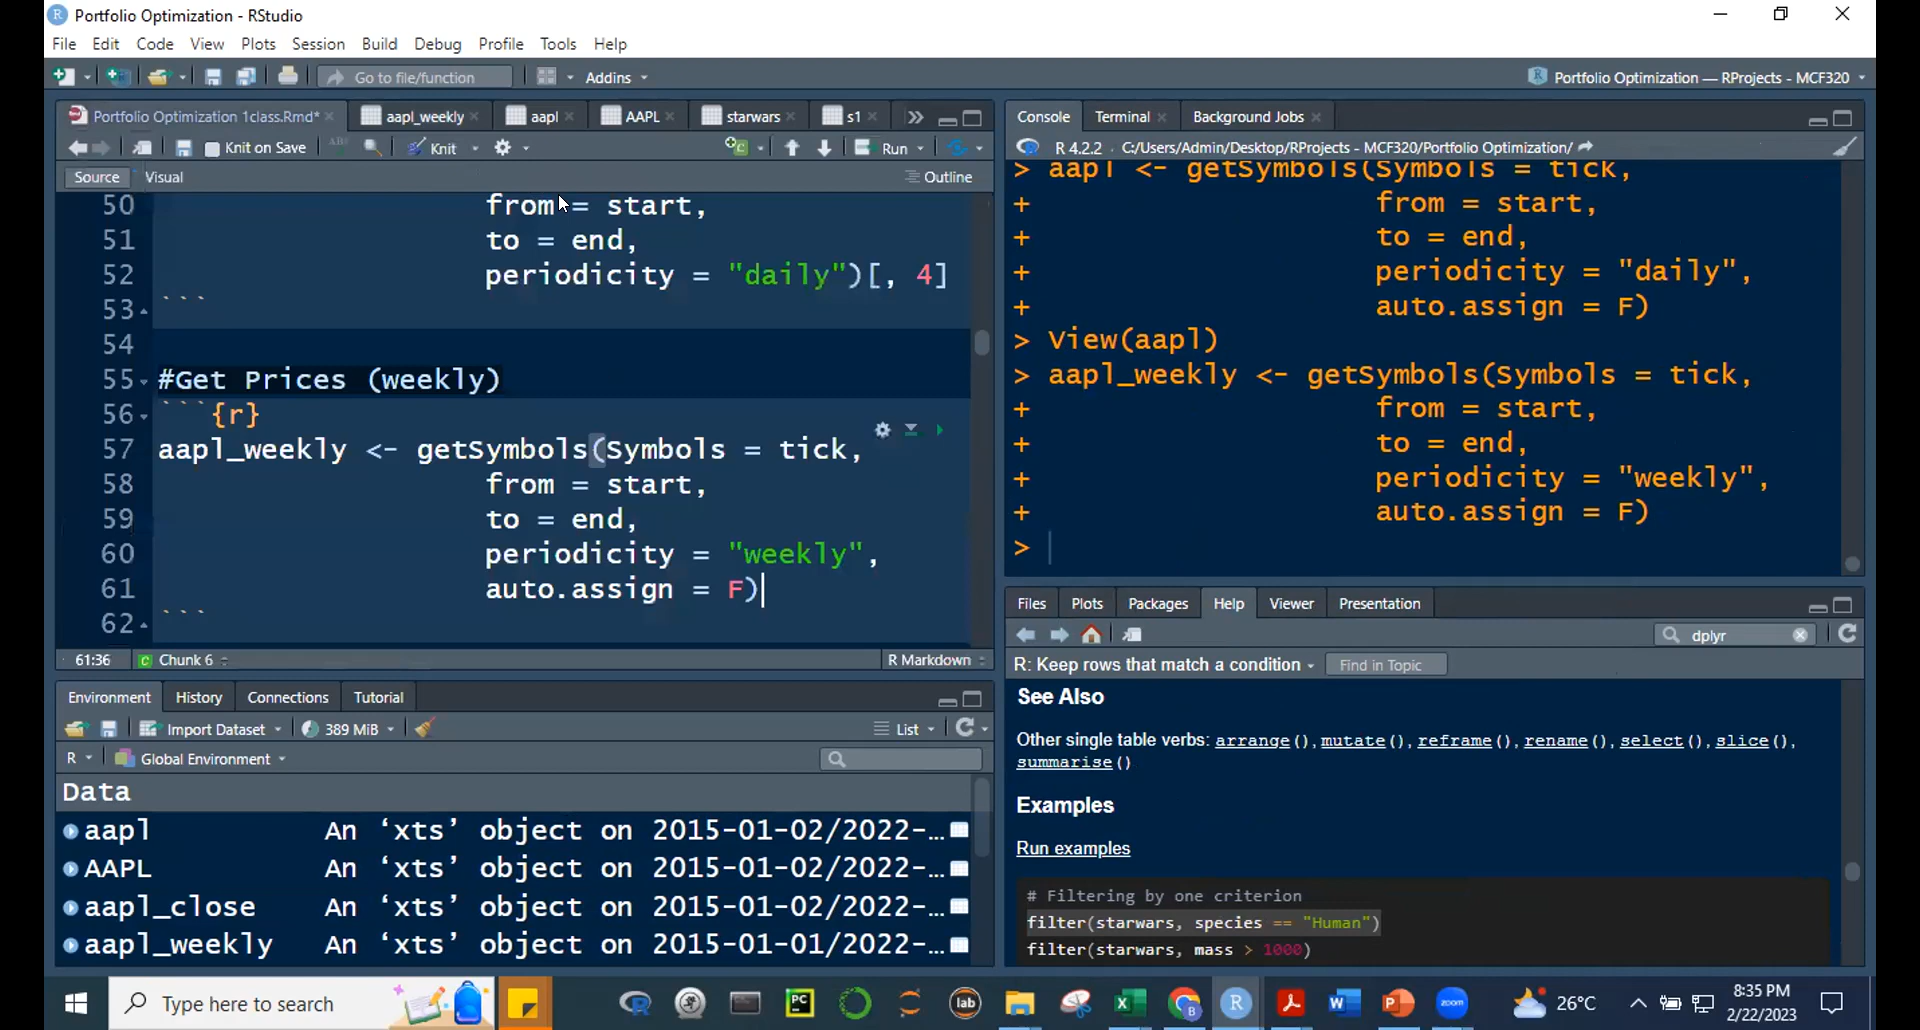 Portfolio Optimization - RStudio
File Edit Code View Plots Session Build Debug Profile Tools Help
Go to file/function Addins Portfolio Optimization — RProjects - MCF320
Portfolio Optimization 1class.Rmd* aapl_weekly aapl AAPL starwars s1
Knit on Save Knit Run
Source Visual Outline
50 from = start,
51 to = end,
52 periodicity = "daily")[, 4]
53 ```
54
55 #Get Prices (weekly)
56 ```{r}
57 aapl_weekly <- getSymbols(Symbols = tick,
58 from = start,
59 to = end,
60 periodicity = "weekly",
61 auto.assign = F)
62 ```
61:36 Chunk 6 R Markdown
Console Terminal Background Jobs
R 4.2.2 . C:/Users/Admin/Desktop/RProjects - MCF320/Portfolio Optimization/
> aapl <- getSymbols(Symbols = tick,
+ from = start,
+ to = end,
+ periodicity = "daily",
+ auto.assign = F)
> View(aapl)
> aapl_weekly <- getSymbols(Symbols = tick,
+ from = start,
+ to = end,
+ periodicity = "weekly",
+ auto.assign = F)
>
Environment History Connections Tutorial
Import Dataset 389 MiB List
R Global Environment
Data
aapl An ‘xts’ object on 2015-01-02/2022-…
AAPL An ‘xts’ object on 2015-01-02/2022-…
aapl_close An ‘xts’ object on 2015-01-02/2022-…
aapl_weekly An ‘xts’ object on 2015-01-01/2022-…
Files Plots Packages Help Viewer Presentation
dplyr
R: Keep rows that match a condition Find in Topic
See Also
Other single table verbs: arrange(), mutate(), reframe(), rename(), select(), slice(),
summarise()
Examples
Run examples
# Filtering by one criterion
filter(starwars, species == "Human")
filter(starwars, mass > 1000)
Type here to search PC lab R W P zoom 26°C
8:35 PM
2/22/2023